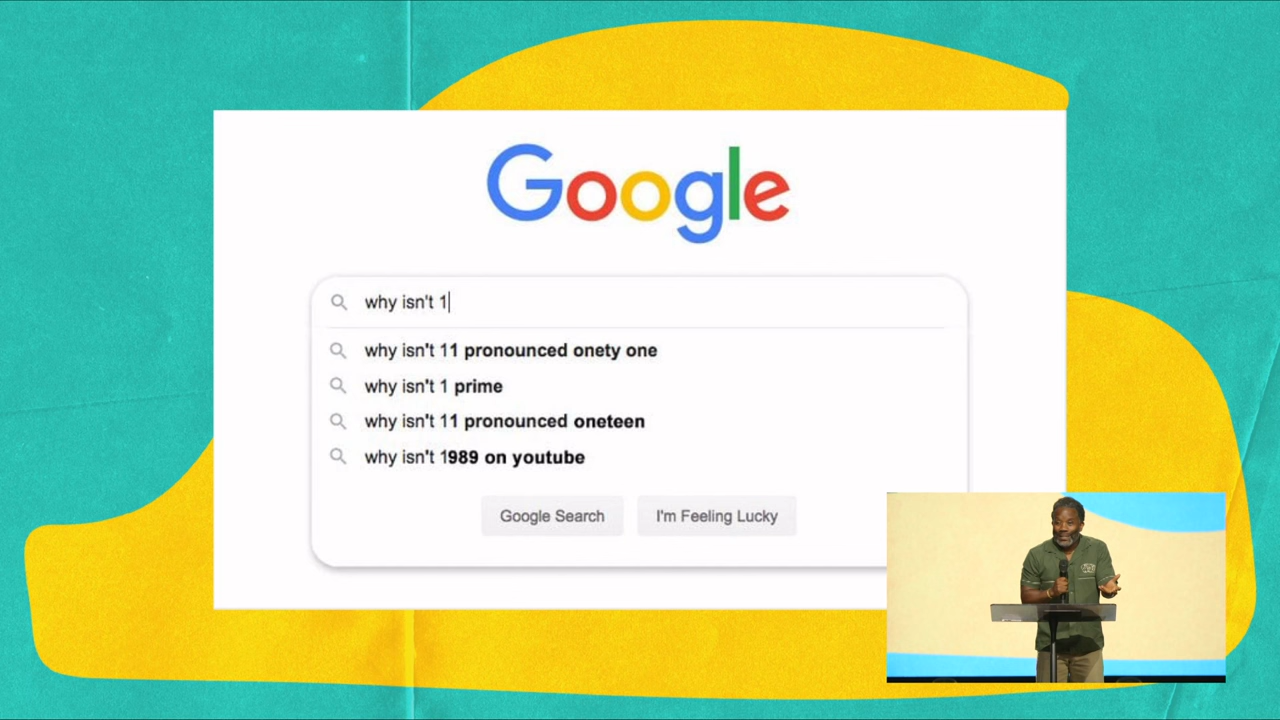 Google
why isn't 1
why isn't 11 pronounced onety one
why isn't 1 prime
why isn't 11 pronounced oneteen
why isn't 1989 on youtube
Google Search
I'm Feeling Lucky